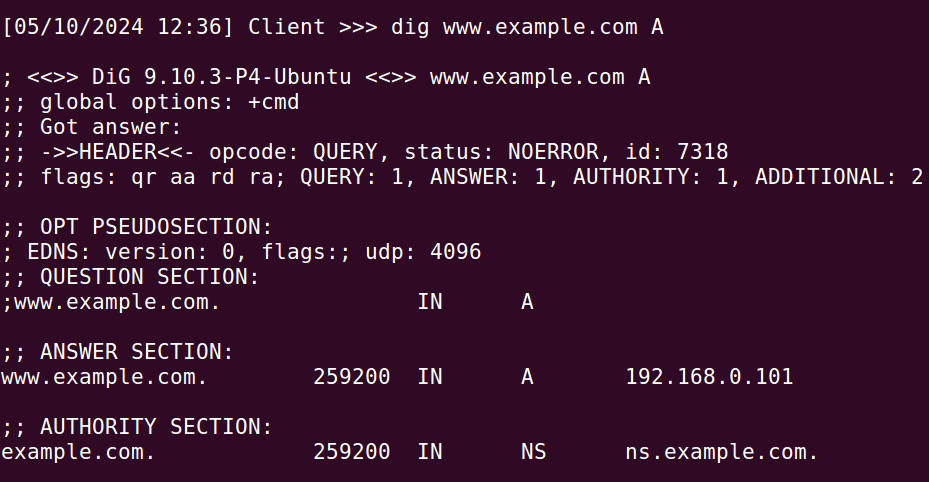 [05/10/2024 12:36] Client >>> dig www.example.com A
; <<>> DiG 9.10.3-P4-Ubuntu <<>> www.example.com A
;; global options: +cmd
;; Got answer:
;; ->>HEADER<<- opcode: QUERY, status: NOERROR, id: 7318
;; flags: qr aa rd ra; QUERY: 1, ANSWER: 1, AUTHORITY: 1, ADDITIONAL: 2
;; OPT PSEUDOSECTION:
; EDNS: version: 0, flags:; udp: 4096
;; QUESTION SECTION:
;www.example.com. IN A
;; ANSWER SECTION:
www.example.com. 259200 IN A 192.168.0.101
;; AUTHORITY SECTION:
example.com. 259200 IN NS ns.example.com.